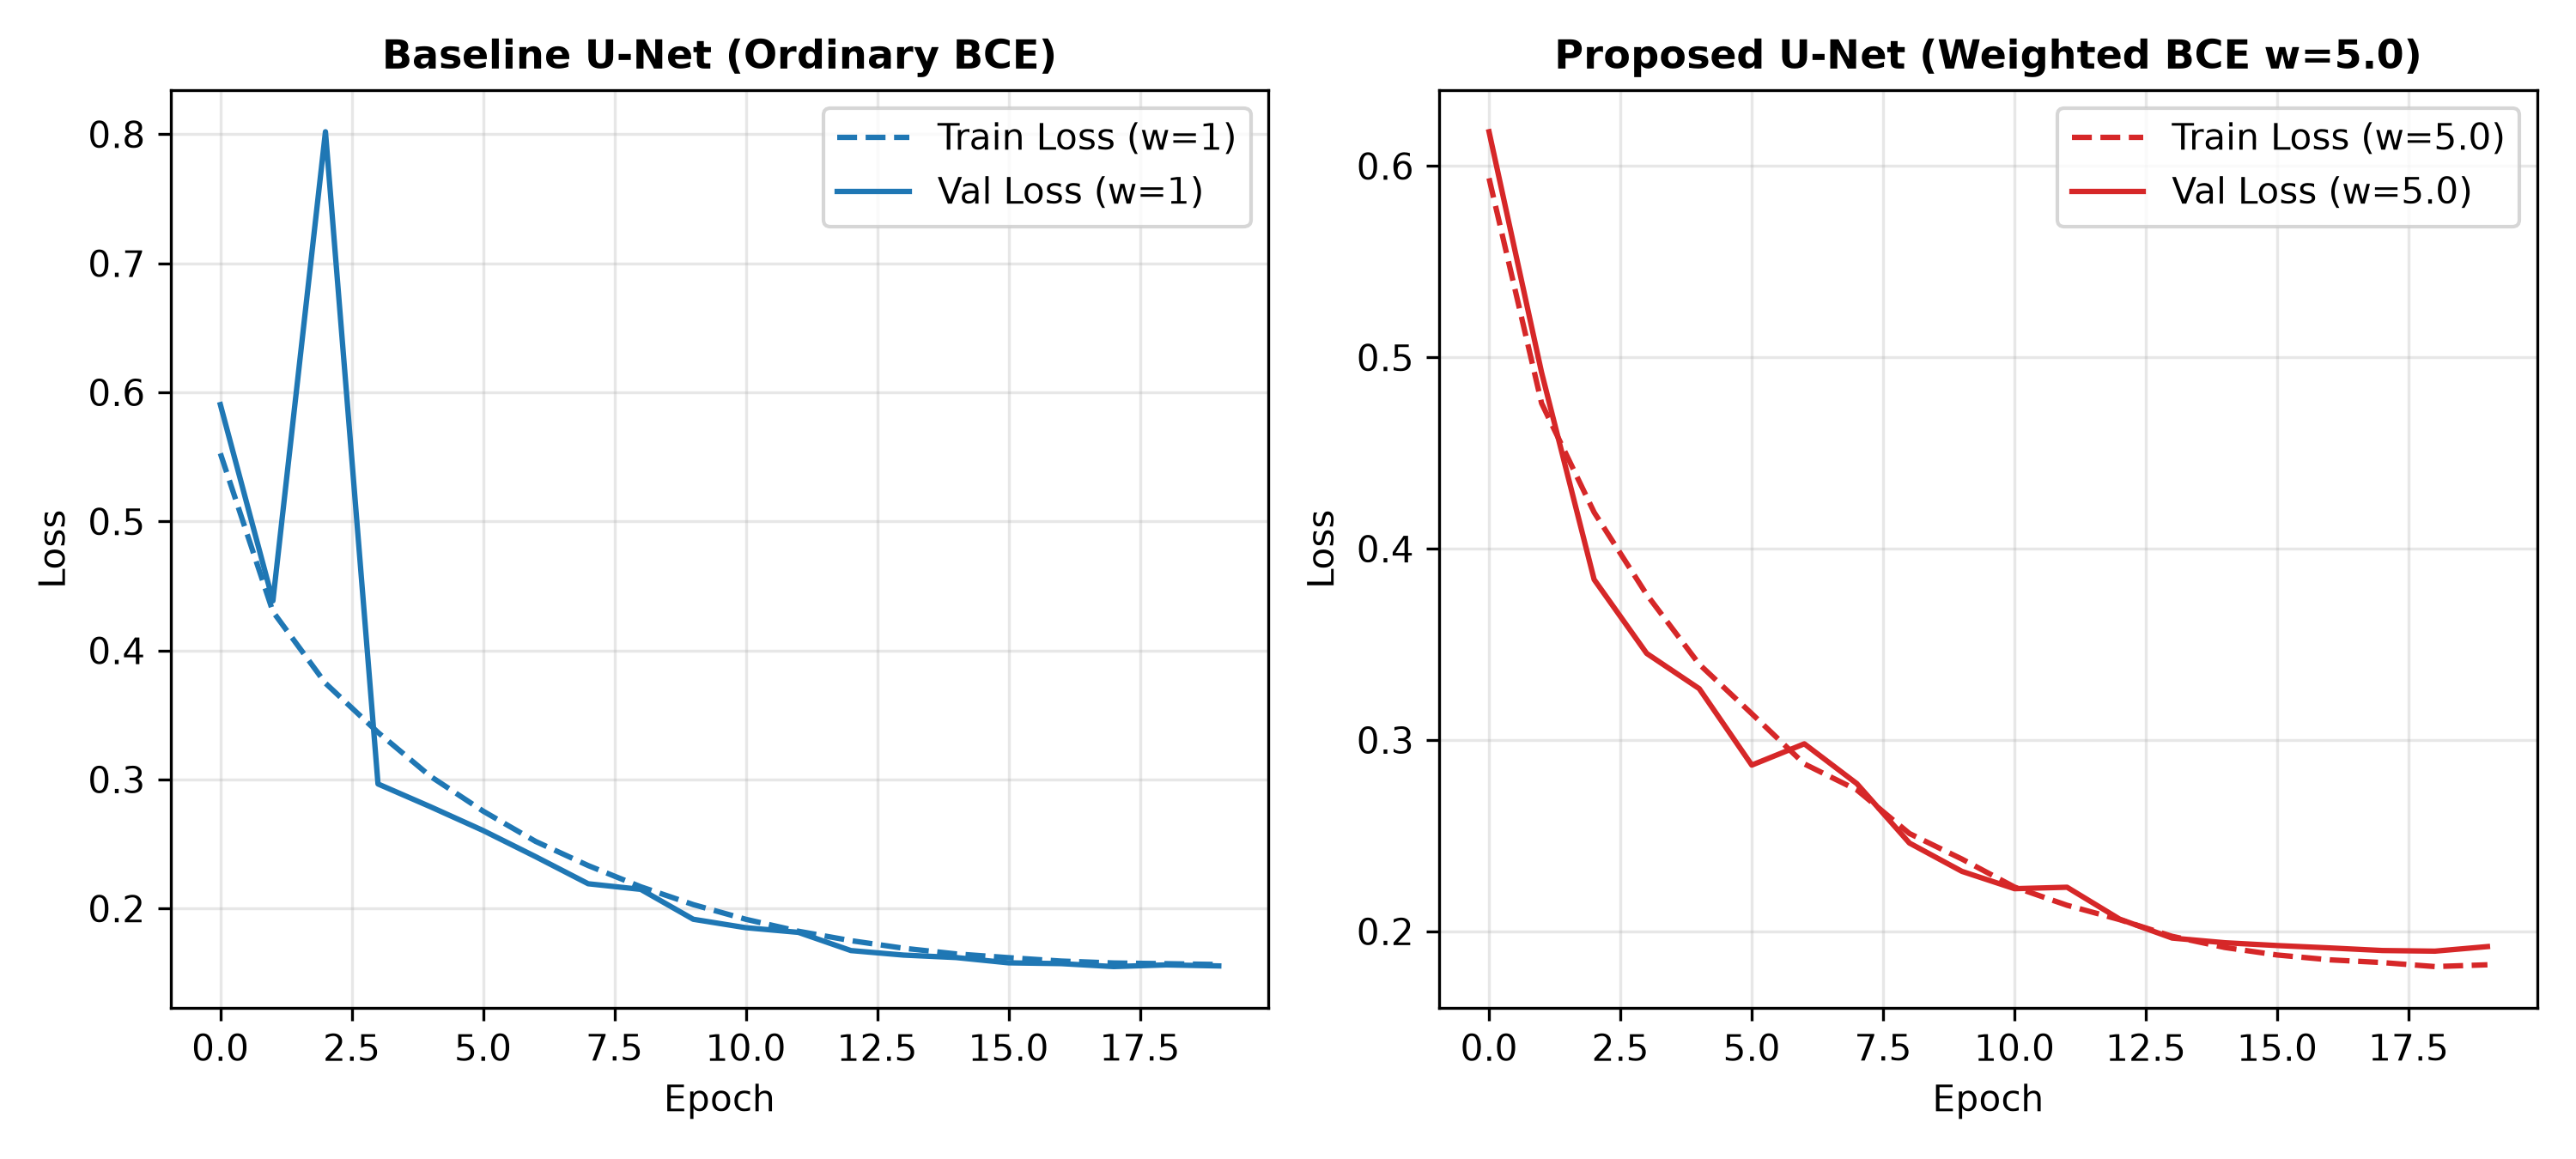 Baseline U-Net (Ordinary BCE)
Train Loss (w=1)
Val Loss (w=1)
0.8
0.7
0.6
0.5
0.4
0.3
0.2
Loss
0.0 2.5 5.0 7.5 10.0 12.5 15.0 17.5
Epoch
Proposed U-Net (Weighted BCE w=5.0)
Train Loss (w=5.0)
Val Loss (w=5.0)
0.6
0.5
0.4
0.3
0.2
Loss
0.0 2.5 5.0 7.5 10.0 12.5 15.0 17.5
Epoch